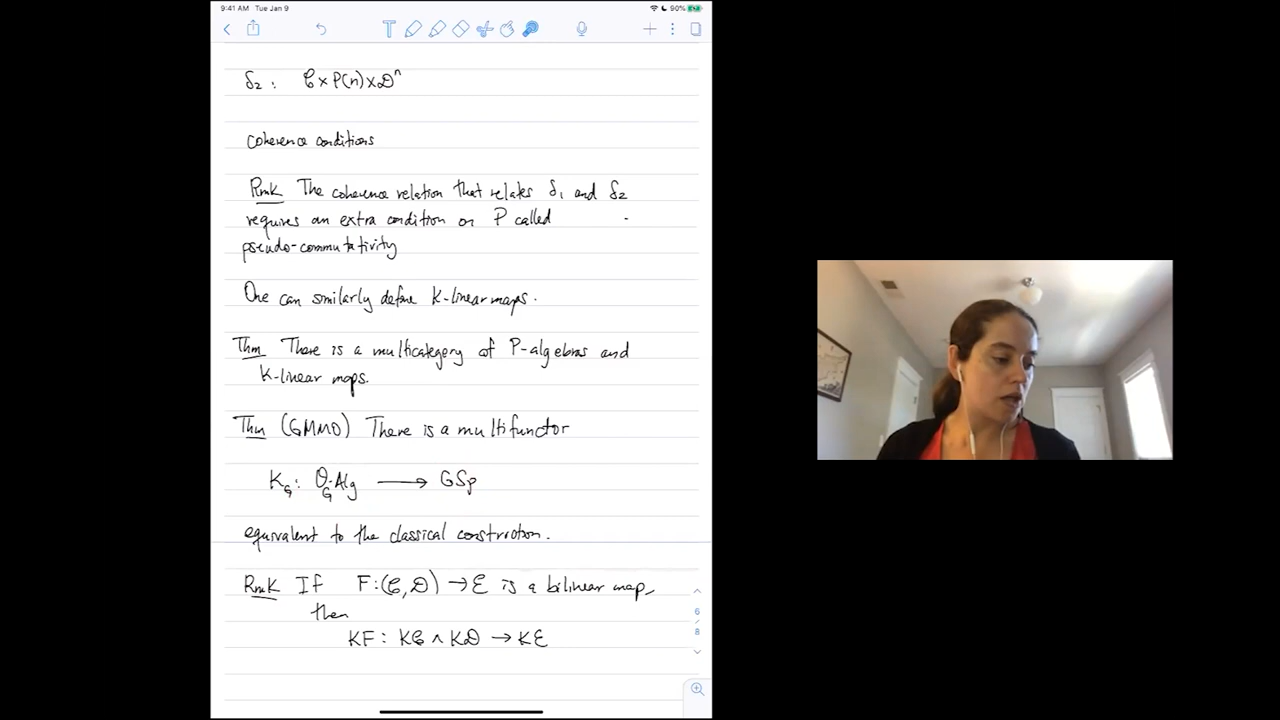 9:41 AM Tue Jan 9
90%
δ₂ : 𝒞 × P(n) × 𝒟ⁿ
Coherence conditions
Rmk The coherence relation that relates δ₁ and δ₂
requires an extra condition on P called
pseudo-commutativity
One can similarly define k-linear maps.
Thm There is a multicategory of P-algebras and
k-linear maps.
Thm (GMMO) There is a multifunctor
K_G : O_G-Alg → GSp
equivalent to the classical construction.
Rmk If F : (𝒞, 𝒟) → ℰ is a bilinear map,
then
KF : K𝒞 ∧ K𝒟 → Kℰ
6
/
8